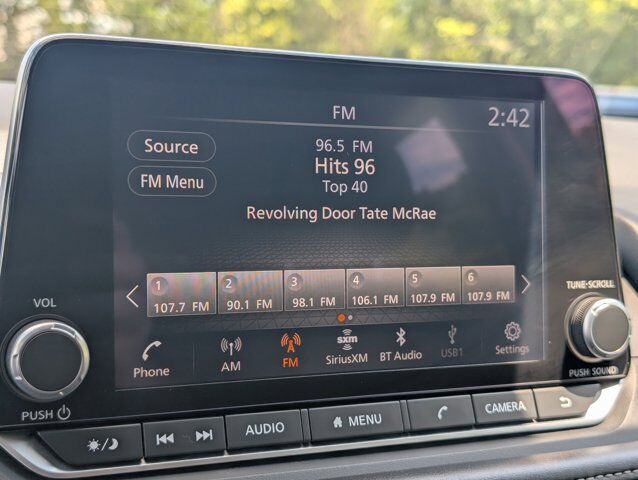 FM
2:42
Source
96.5 FM
Hits 96
FM Menu
Top 40
Revolving Door Tate McRae
1 2 3 4 5 6
107.7 FM 90.1 FM 98.1 FM 106.1 FM 107.9 FM 107.9 FM
TUNE·SCROLL
VOL
sxm
Phone AM FM SiriusXM BT Audio USB1 Settings
PUSH SOUND
PUSH
AUDIO MENU CAMERA